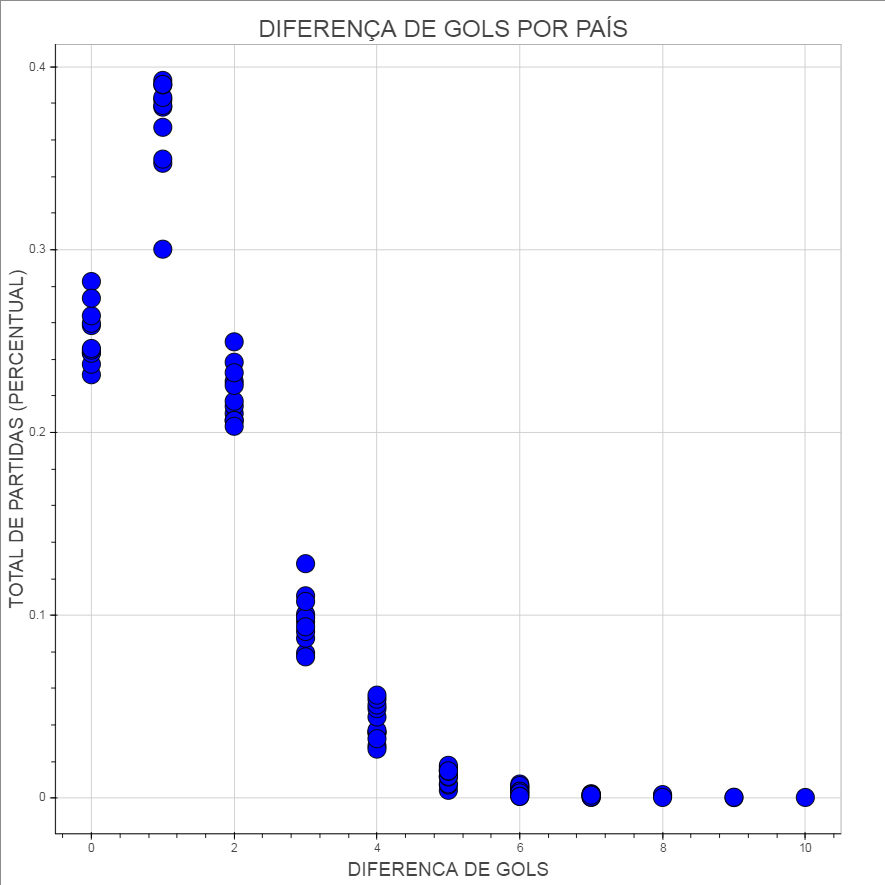 DIFERENÇA DE GOLS POR PAÍS
TOTAL DE PARTIDAS (PERCENTUAL)
0.4
0.3
0.2
0.1
0
0 2 4 6 8 10
DIFERENCA DE GOLS